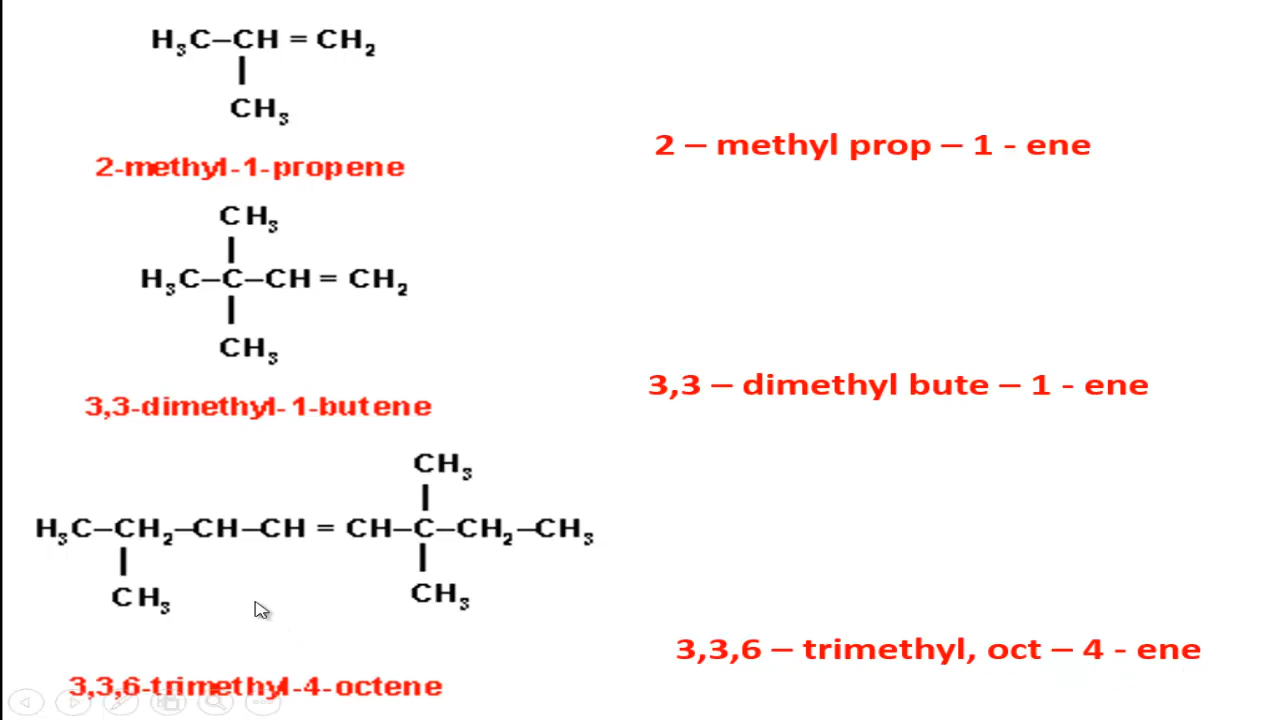 H₃C–CH = CH₂
CH₃
2-methyl-1-propene
2 – methyl prop – 1 - ene
CH₃
H₃C–C–CH = CH₂
CH₃
3,3-dimethyl-1-butene
3,3 – dimethyl bute – 1 - ene
CH₃
H₃C–CH₂–CH–CH = CH–C–CH₂–CH₃
CH₃ CH₃
3,3,6-trimethyl-4-octene
3,3,6 – trimethyl, oct – 4 - ene